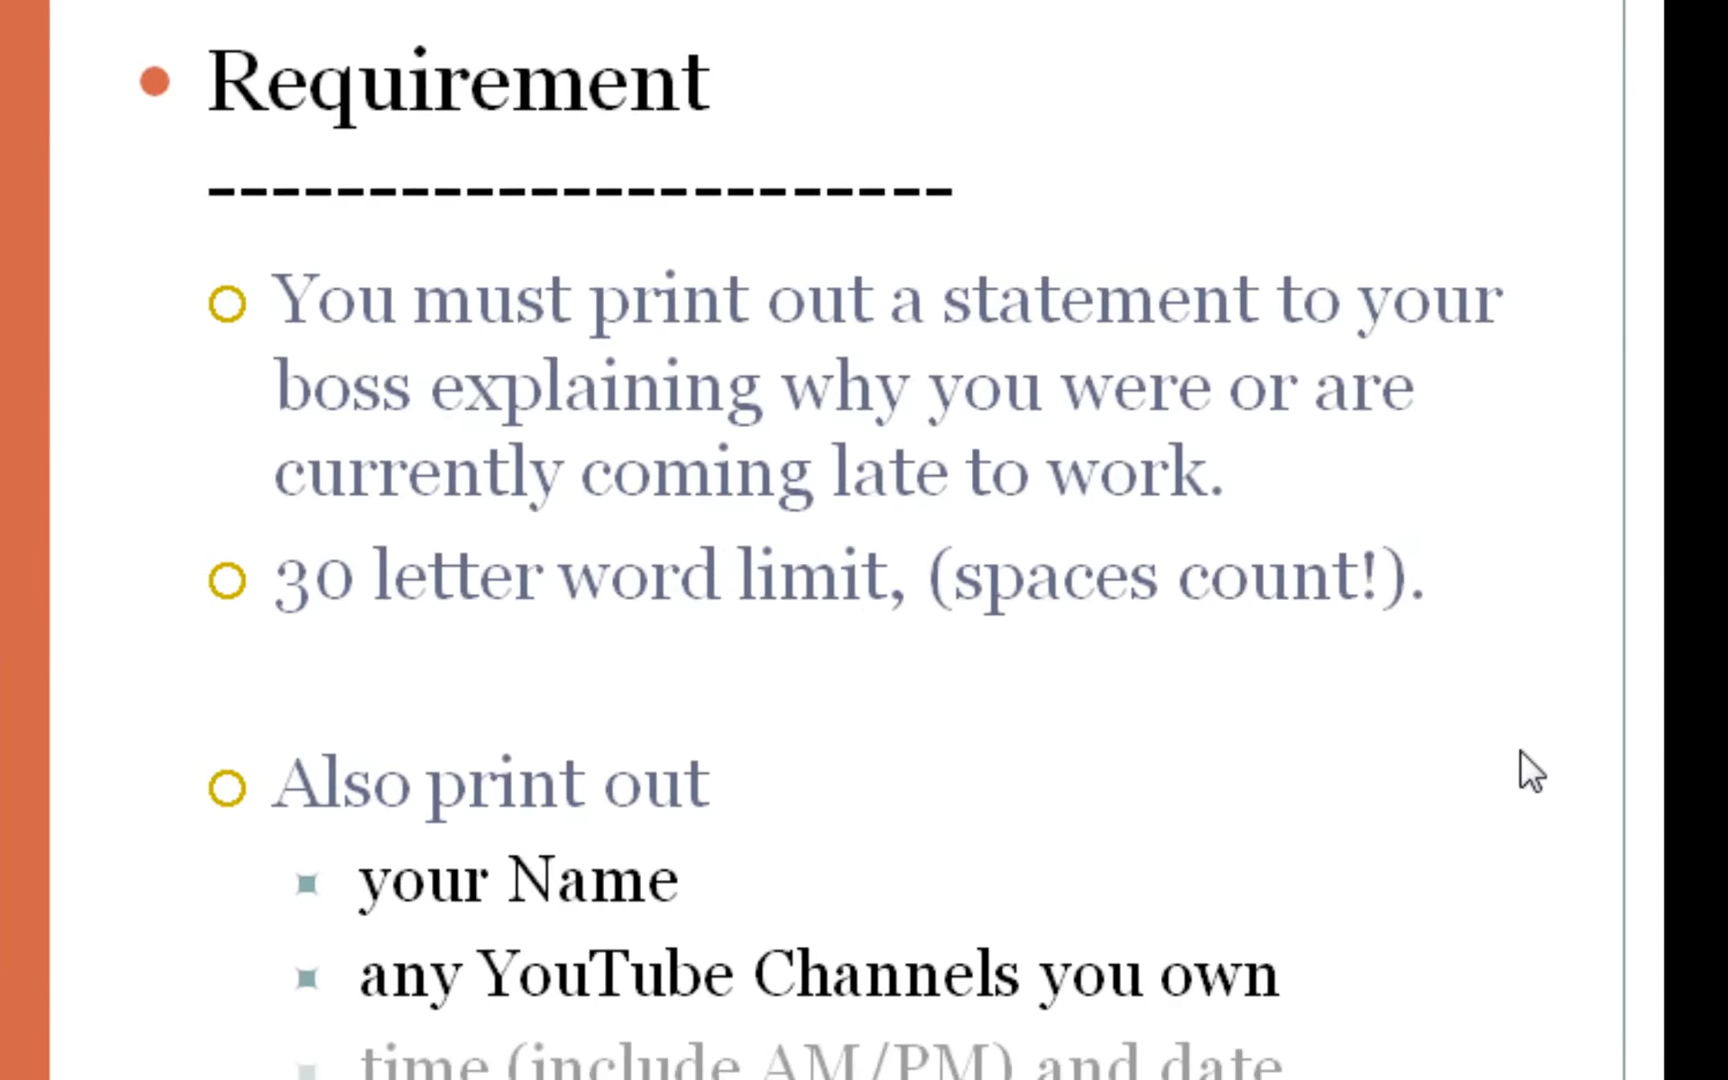 Requirement
------------------------
You must print out a statement to your
boss explaining why you were or are
currently coming late to work.
30 letter word limit, (spaces count!).
Also print out
your Name
any YouTube Channels you own
time (include AM/PM) and date